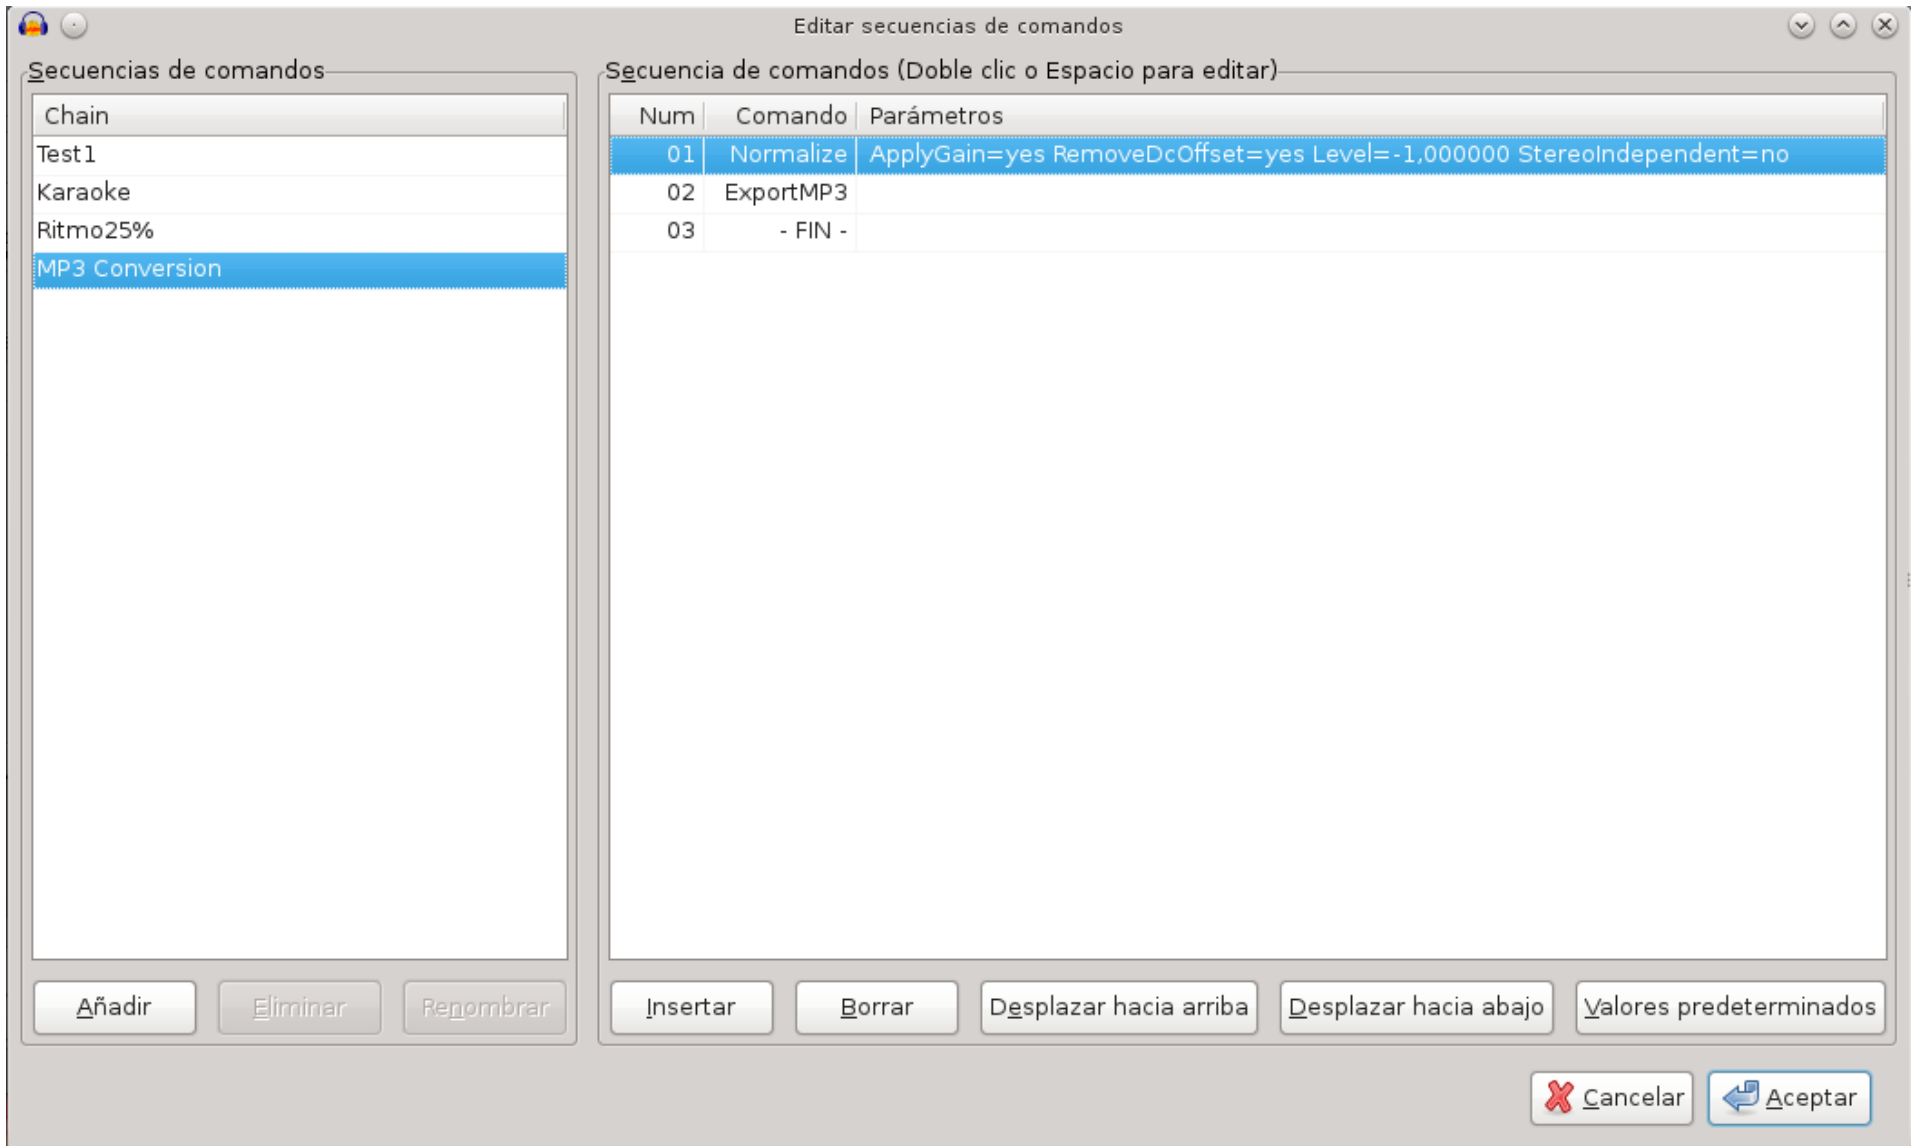 Editar secuencias de comandos
Secuencias de comandos
Chain
Test1
Karaoke
Ritmo25%
MP3 Conversion
Añadir Eliminar Renombrar
Secuencia de comandos (Doble clic o Espacio para editar)
Num Comando Parámetros
01 Normalize ApplyGain=yes RemoveDcOffset=yes Level=-1,000000 StereoIndependent=no
02 ExportMP3
03 - FIN -
Insertar Borrar Desplazar hacia arriba Desplazar hacia abajo Valores predeterminados
Cancelar Aceptar